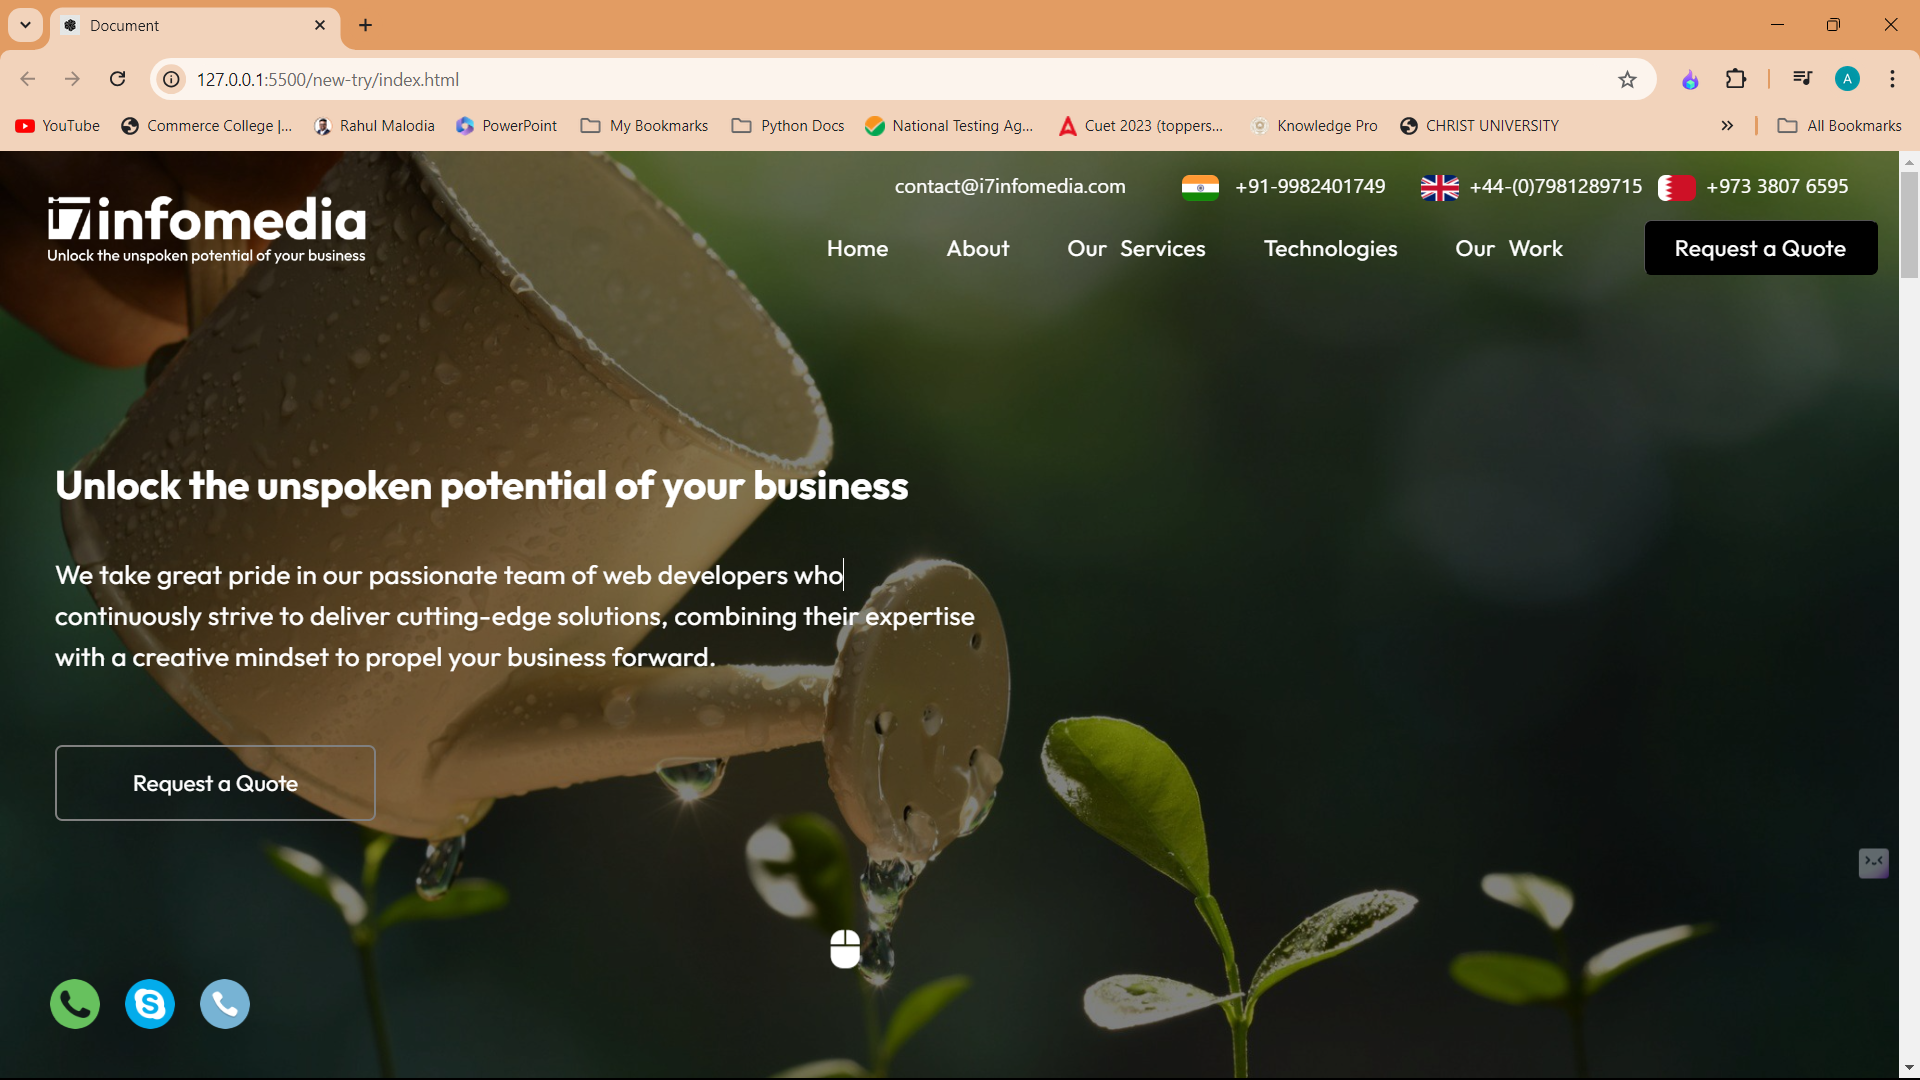 Document
127.0.0.1:5500/new-try/index.html
A
YouTube
Commerce College |...
Rahul Malodia
PowerPoint
My Bookmarks
Python Docs
National Testing Ag...
Cuet 2023 (toppers...
Knowledge Pro
CHRIST UNIVERSITY
All Bookmarks
contact@i7infomedia.com
+91-9982401749
+44-(0)7981289715
+973 3807 6595
i7infomedia
Unlock the unspoken potential of your business
Home
About
Our Services
Technologies
Our Work
Request a Quote
Unlock the unspoken potential of your business
We take great pride in our passionate team of web developers who
continuously strive to deliver cutting-edge solutions, combining their expertise
with a creative mindset to propel your business forward.
Request a Quote